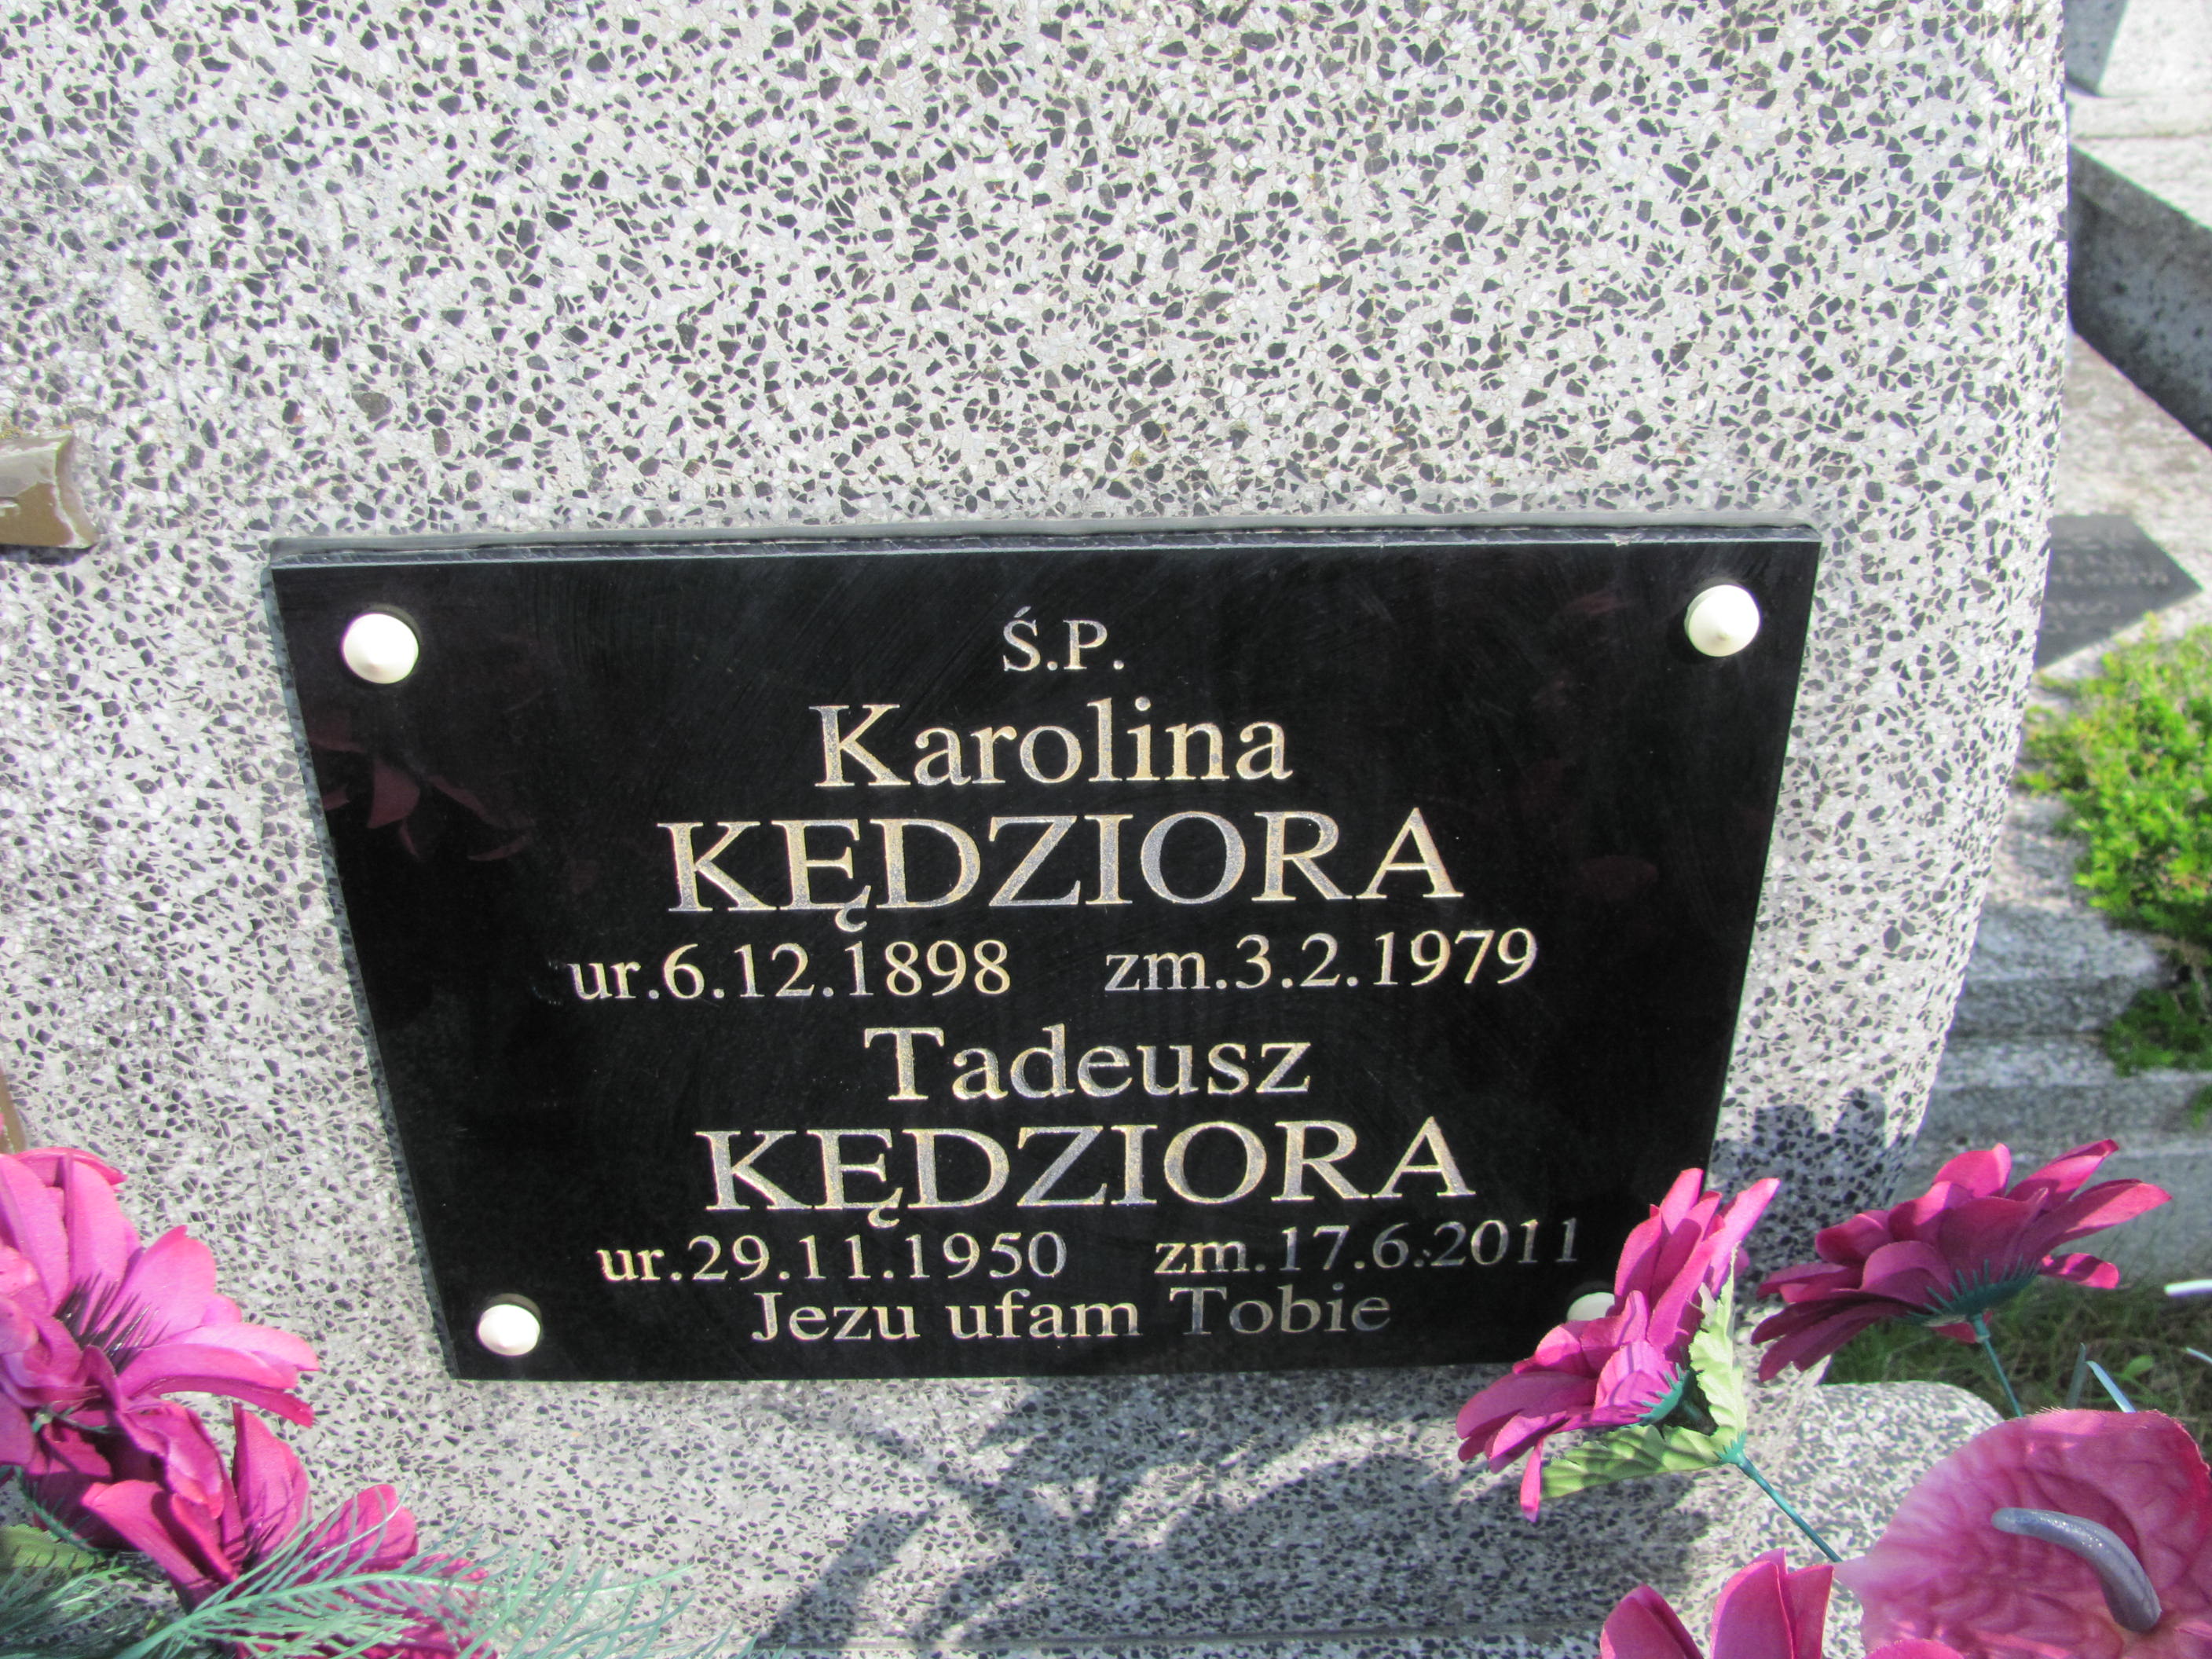 Ś.P.
Karolina
KĘDZIORA
ur.6.12.1898 zm.3.2.1979
Tadeusz
KĘDZIORA
ur.29.11.1950 zm.17.6.2011
Jezu ufam Tobie